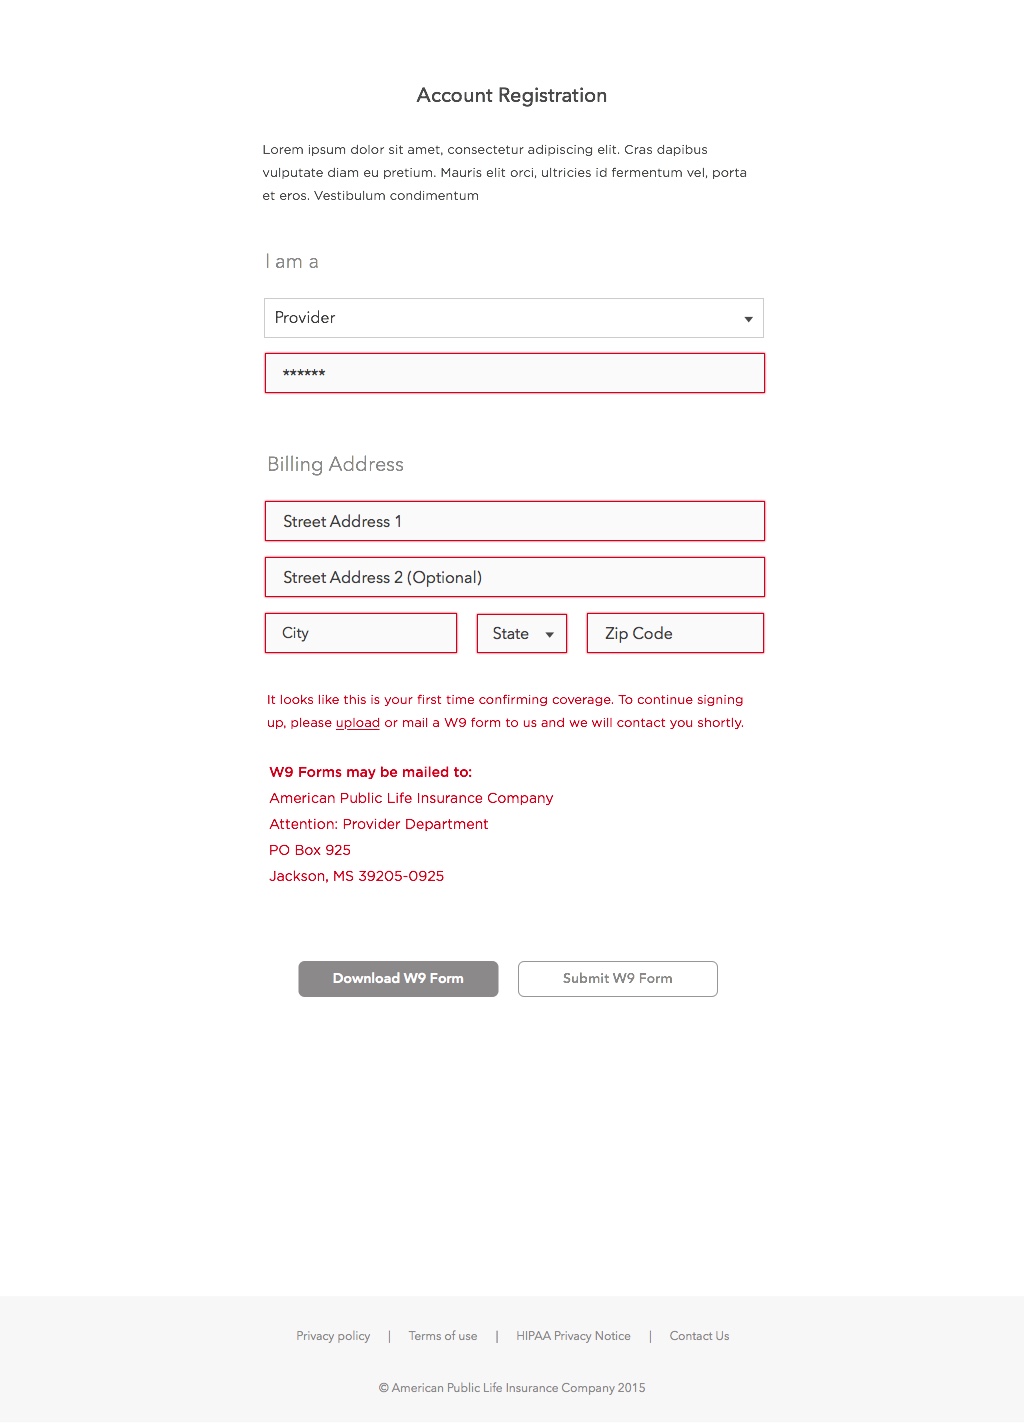 Account Registration
Lorem ipsum dolor sit amet, consectetur adipiscing elit. Cras dapibus
vulputate diam eu pretium. Mauris elit orci, ultricies id fermentum vel, porta
et eros. Vestibulum condimentum
I am a
Provider
******
Billing Address
Street Address 1
Street Address 2 (Optional)
City State Zip Code
It looks like this is your first time confirming coverage. To continue signing
up, please upload or mail a W9 form to us and we will contact you shortly.
W9 Forms may be mailed to:
American Public Life Insurance Company
Attention: Provider Department
PO Box 925
Jackson, MS 39205-0925
Download W9 Form Submit W9 Form
Privacy policy | Terms of use | HIPAA Privacy Notice | Contact Us
© American Public Life Insurance Company 2015